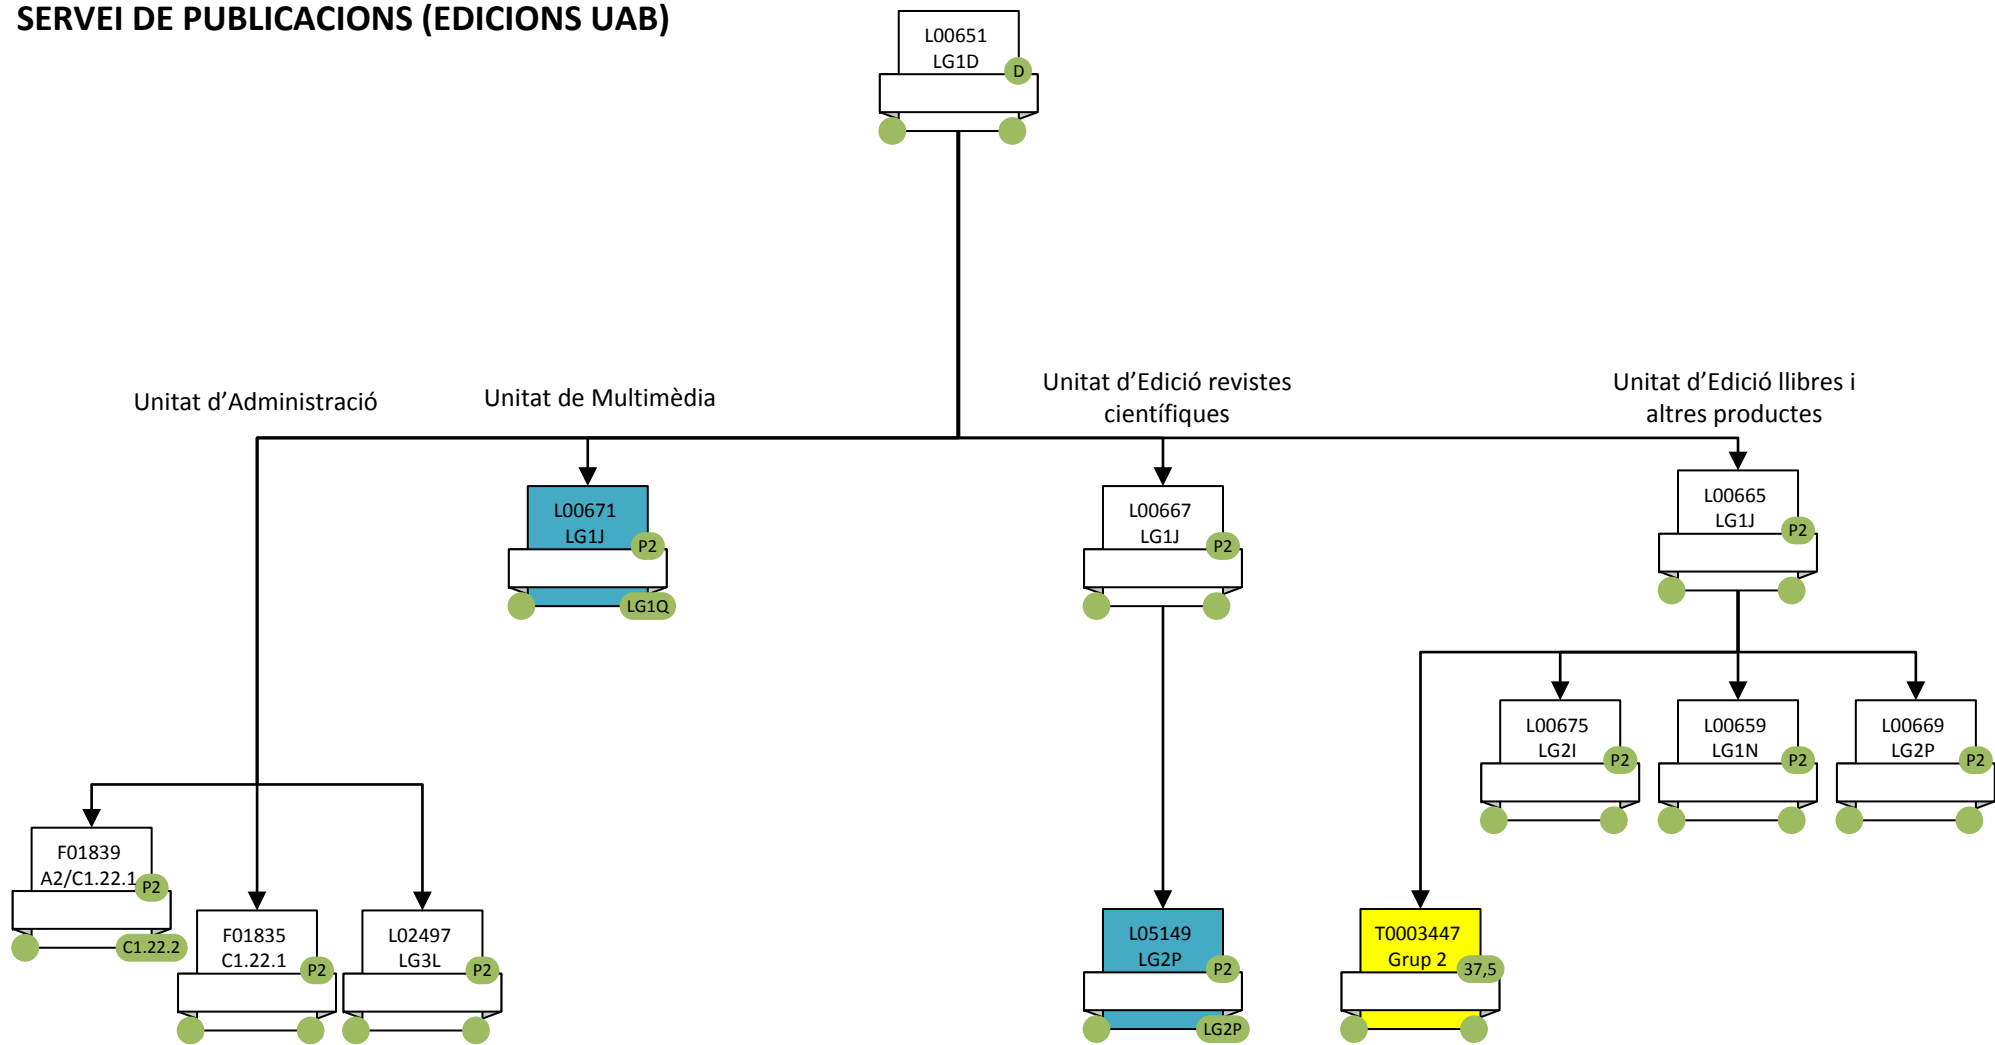 SERVEI DE PUBLICACIONS (EDICIONS UAB)
L00651
LG1D
D
Unitat d’Administració
Unitat de Multimèdia
Unitat d’Edició revistes
científiques
Unitat d’Edició llibres i
altres productes
L00671
LG1J
P2
LG1Q
L00667
LG1J
P2
L00665
LG1J
P2
L00675
LG2I
P2
L00659
LG1N
P2
L00669
LG2P
P2
F01839
A2/C1.22.1
P2
C1.22.2
F01835
C1.22.1
P2
L02497
LG3L
P2
L05149
LG2P
P2
LG2P
T0003447
Grup 2
37,5